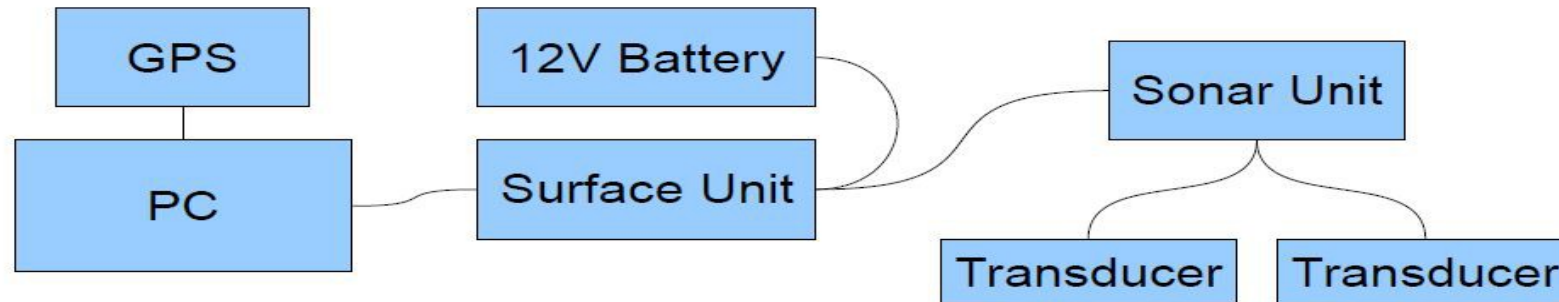 GPS
12V Battery
Sonar Unit
PC
Surface Unit
Transducer
Transducer